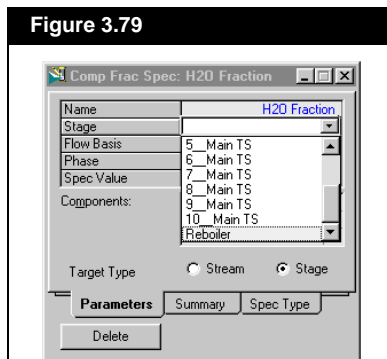 Figure 3.79
Comp Frac Spec: H2O Fraction
Name H2O Fraction
Stage
Flow Basis 5__Main TS
Phase 6__Main TS
Spec Value 7__Main TS
8__Main TS
Components: 9__Main TS
10__Main TS
Reboiler
Target Type Stream Stage
Parameters Summary Spec Type
Delete